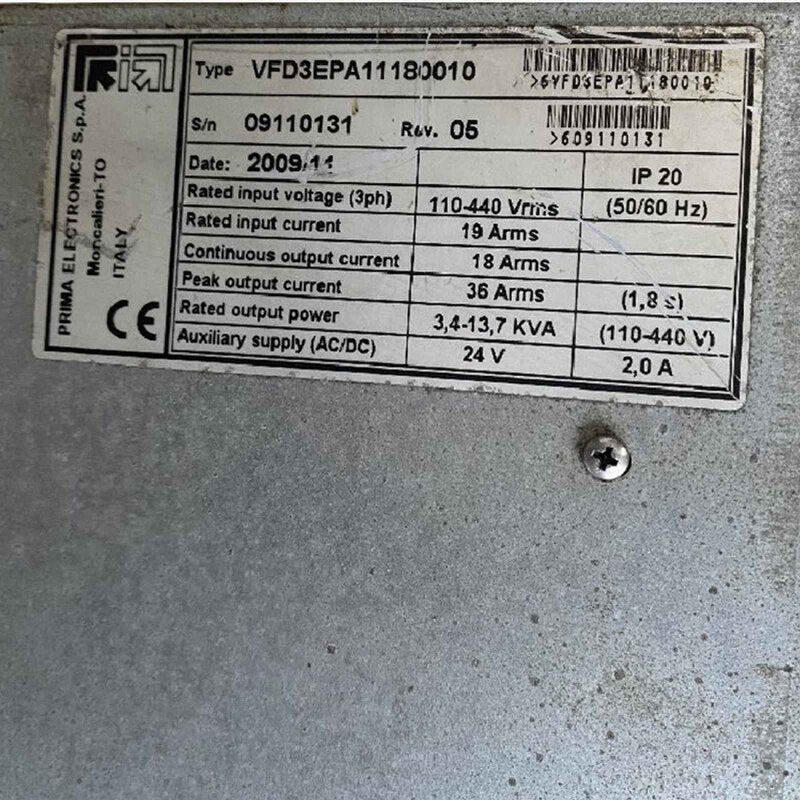 PRIMA ELECTRONICS S.p.A.
Moncalieri-TO
ITALY
CE
Type VFD3EPA11180010
>6VFD3EPA11180010
S/n 09110131 Rev. 05
>609110131
Date: 2009/11 IP 20
Rated input voltage (3ph) 110-440 Vrms (50/60 Hz)
Rated input current 19 Arms
Continuous output current 18 Arms
Peak output current 36 Arms (1,8 s)
Rated output power 3,4-13,7 KVA (110-440 V)
Auxiliary supply (AC/DC) 24 V 2,0 A